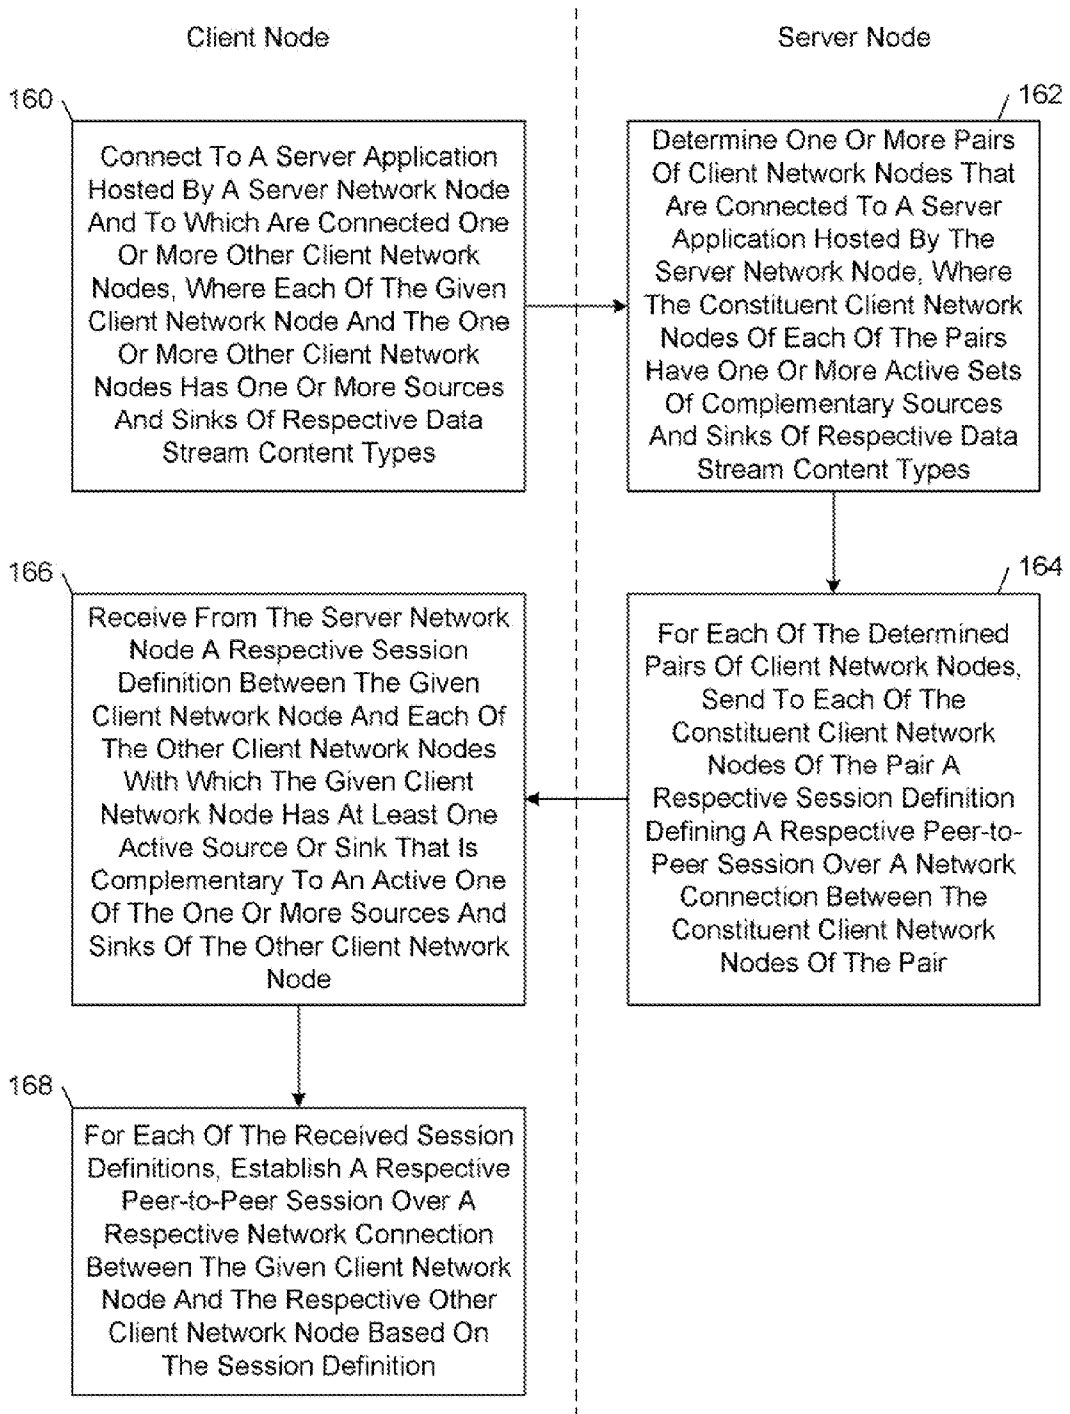 Client Node
Server Node
160
Connect To A Server Application
Hosted By A Server Network Node
And To Which Are Connected One
Or More Other Client Network
Nodes, Where Each Of The Given
Client Network Node And The One
Or More Other Client Network
Nodes Has One Or More Sources
And Sinks Of Respective Data
Stream Content Types
162
Determine One Or More Pairs
Of Client Network Nodes That
Are Connected To A Server
Application Hosted By The
Server Network Node, Where
The Constituent Client Network
Nodes Of Each Of The Pairs
Have One Or More Active Sets
Of Complementary Sources
And Sinks Of Respective Data
Stream Content Types
164
For Each Of The Determined
Pairs Of Client Network Nodes,
Send To Each Of The
Constituent Client Network
Nodes Of The Pair A
Respective Session Definition
Defining A Respective Peer-to-
Peer Session Over A Network
Connection Between The
Constituent Client Network
Nodes Of The Pair
166
Receive From The Server Network
Node A Respective Session
Definition Between The Given
Client Network Node And Each Of
The Other Client Network Nodes
With Which The Given Client
Network Node Has At Least One
Active Source Or Sink That Is
Complementary To An Active One
Of The One Or More Sources And
Sinks Of The Other Client Network
Node
168
For Each Of The Received Session
Definitions, Establish A Respective
Peer-to-Peer Session Over A
Respective Network Connection
Between The Given Client Network
Node And The Respective Other
Client Network Node Based On
The Session Definition